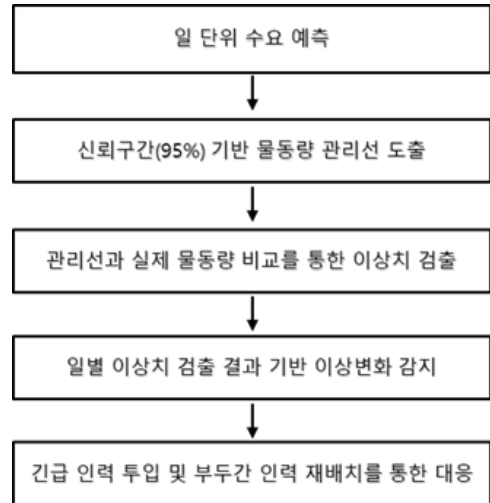 일 단위 수요 예측
신뢰구간(95%) 기반 물동량 관리선 도출
관리선과 실제 물동량 비교를 통한 이상치 검출
일별 이상치 검출 결과 기반 이상변화 감지
긴급 인력 투입 및 부두간 인력 재배치를 통한 대응